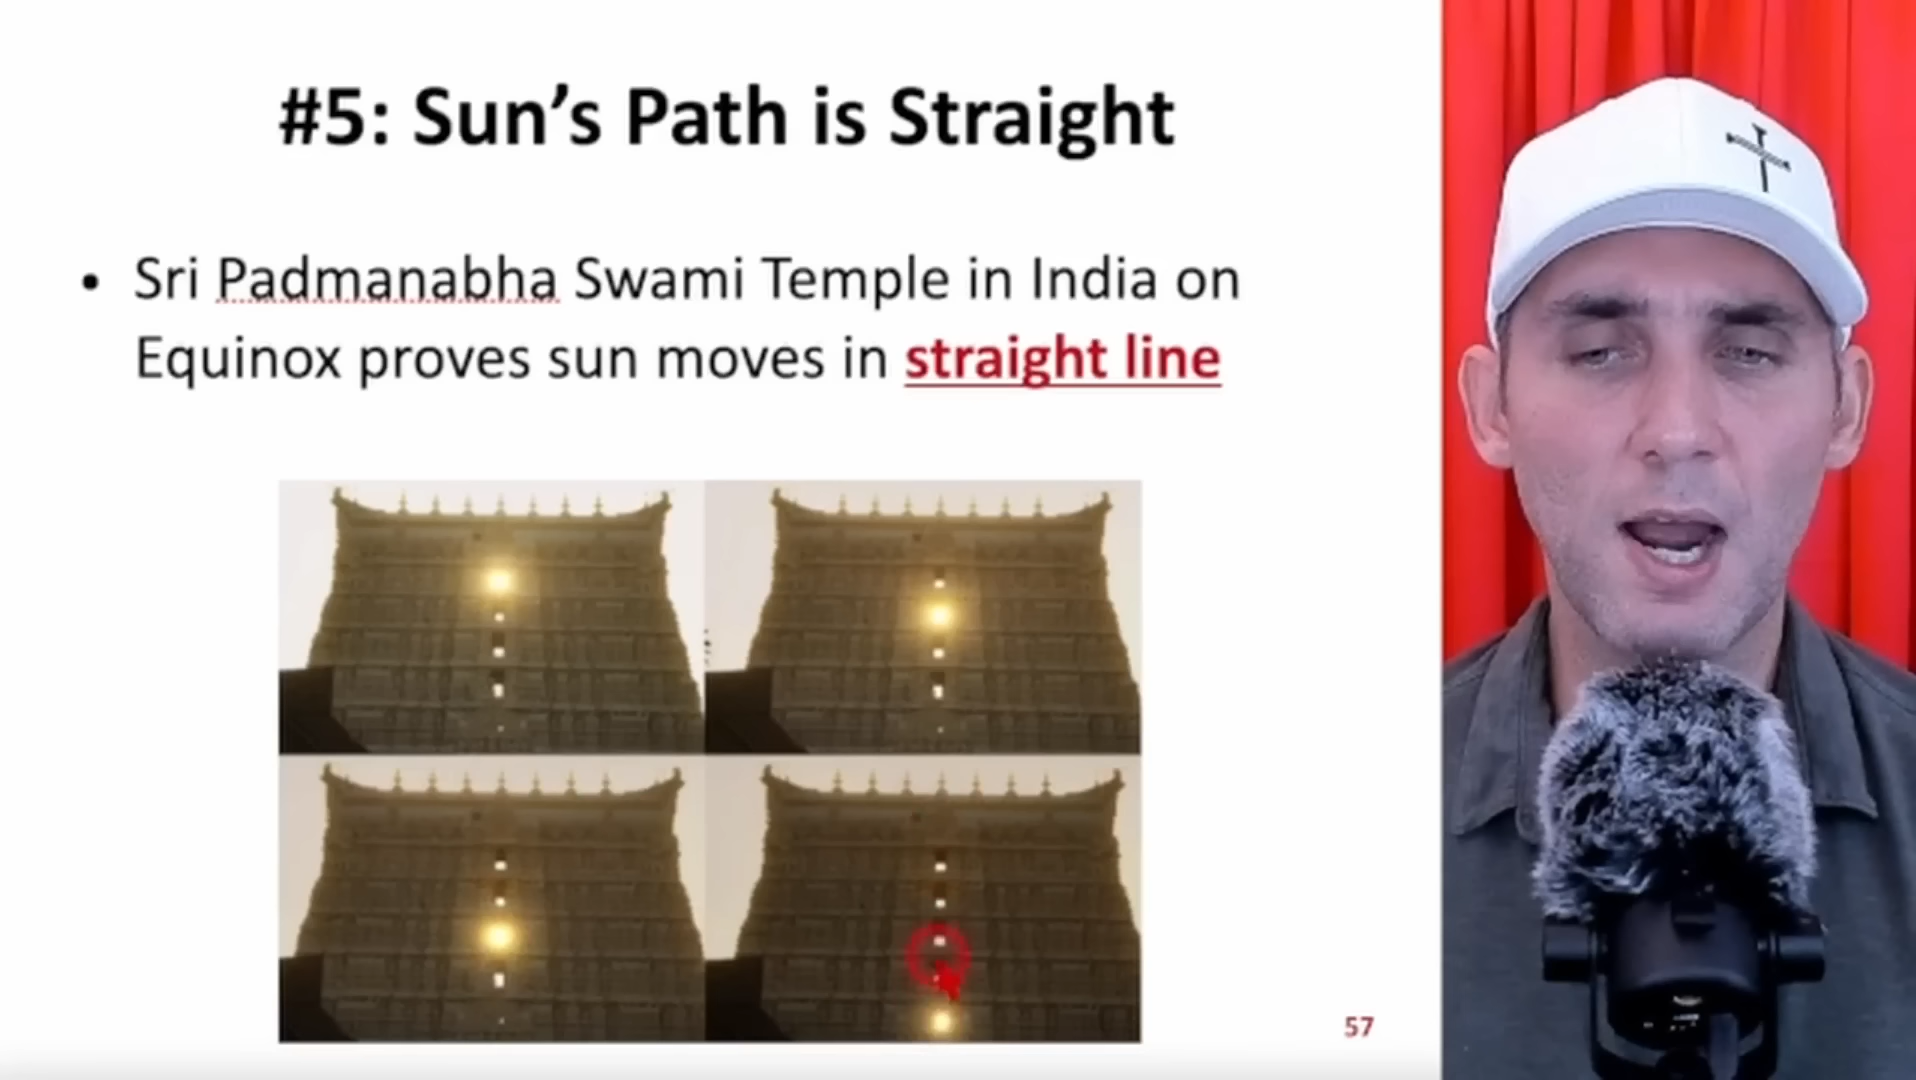 #5: Sun's Path is Straight
• Sri Padmanabha Swami Temple in India on
Equinox proves sun moves in straight line
57